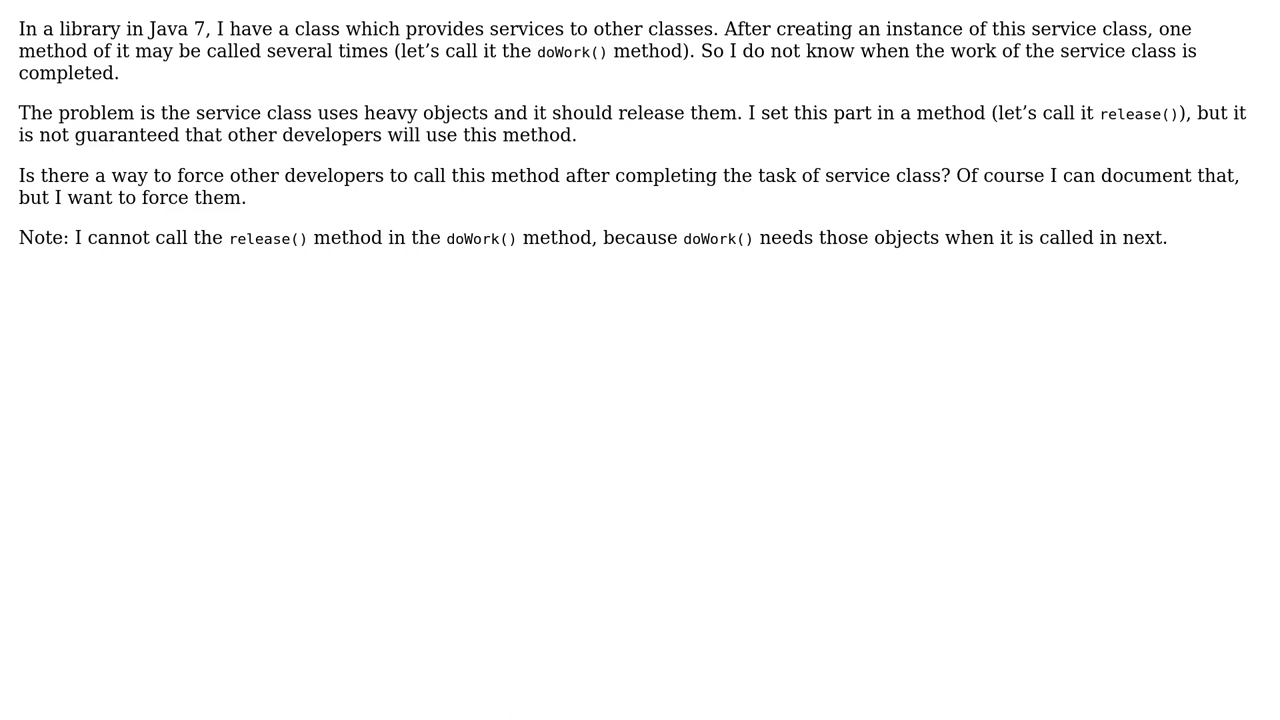 In a library in Java 7, I have a class which provides services to other classes. After creating an instance of this service class, one
method of it may be called several times (let’s call it the doWork() method). So I do not know when the work of the service class is
completed.
The problem is the service class uses heavy objects and it should release them. I set this part in a method (let’s call it release()), but it
is not guaranteed that other developers will use this method.
Is there a way to force other developers to call this method after completing the task of service class? Of course I can document that,
but I want to force them.
Note: I cannot call the release() method in the doWork() method, because doWork() needs those objects when it is called in next.